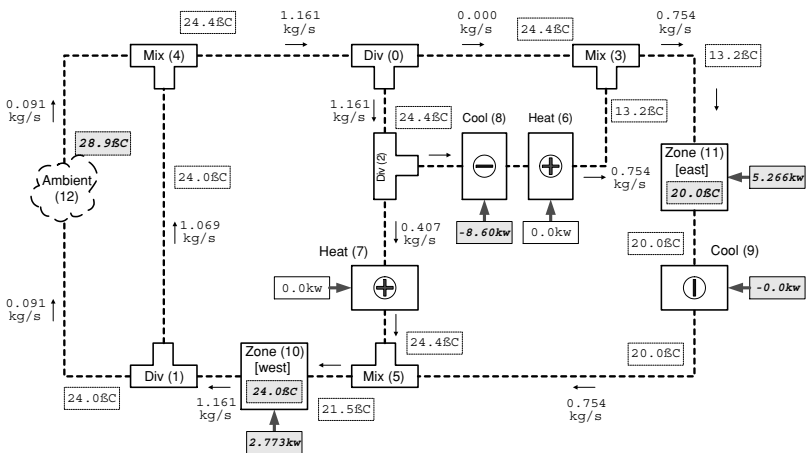 24.4ßC
1.161
kg/s
0.000
kg/s
24.4ßC
0.754
kg/s
Mix (4)
Div (0)
Mix (3)
13.2ßC
0.091
kg/s
1.161
kg/s
24.4ßC
Cool (8)
Heat (6)
13.2ßC
28.9ßC
Ambient
(12)
24.0ßC
Div (2)
0.754
kg/s
Zone (11)
[east]
20.0ßC
5.266kw
1.069
kg/s
0.407
kg/s
-8.60kw
0.0kw
20.0ßC
Cool (9)
Heat (7)
0.0kw
-0.0kw
0.091
kg/s
24.4ßC
20.0ßC
Div (1)
Zone (10)
[west]
24.0ßC
Mix (5)
24.0ßC
1.161
kg/s
21.5ßC
0.754
kg/s
2.773kw